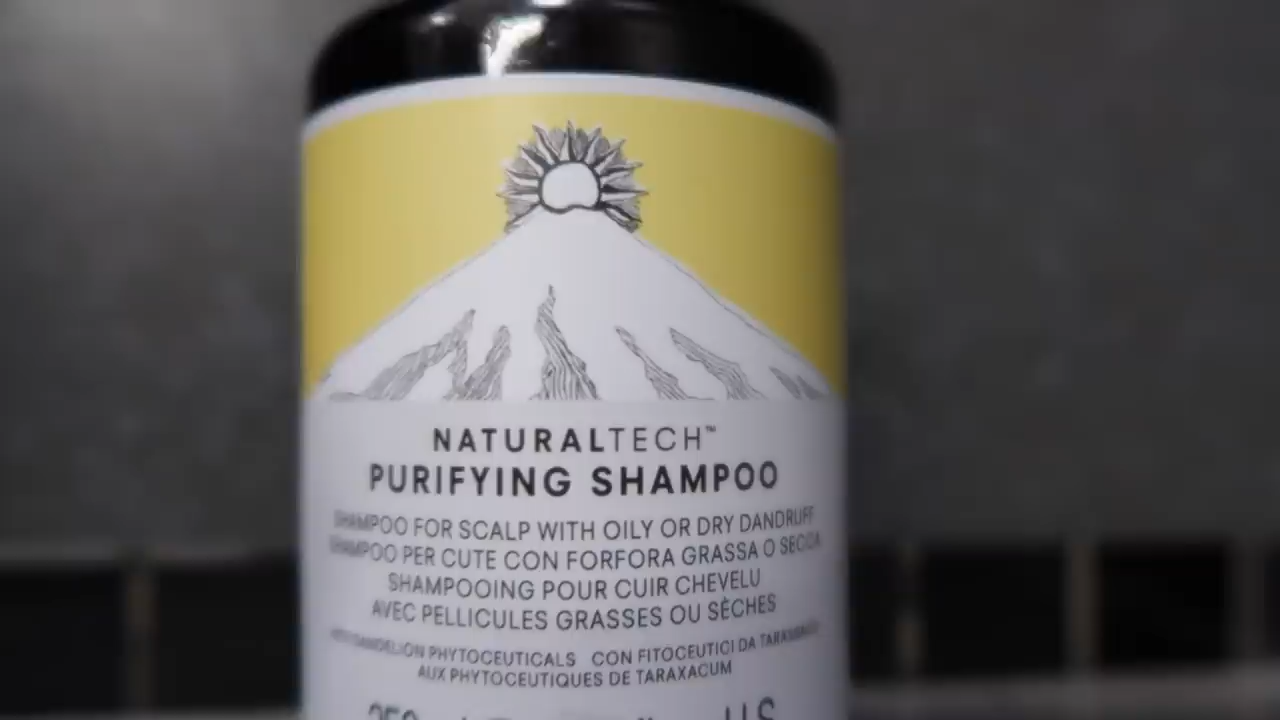 NATURALTECH™
PURIFYING SHAMPOO
SHAMPOO FOR SCALP WITH OILY OR DRY DANDRUFF
SHAMPOO PER CUTE CON FORFORA GRASSA O SECCA
SHAMPOOING POUR CUIR CHEVELU
AVEC PELLICULES GRASSES OU SÈCHES
WITH DANDELION PHYTOCEUTICALS CON FITOCEUTICI DA TARASSACO
AUX PHYTOCEUTIQUES DE TARAXACUM